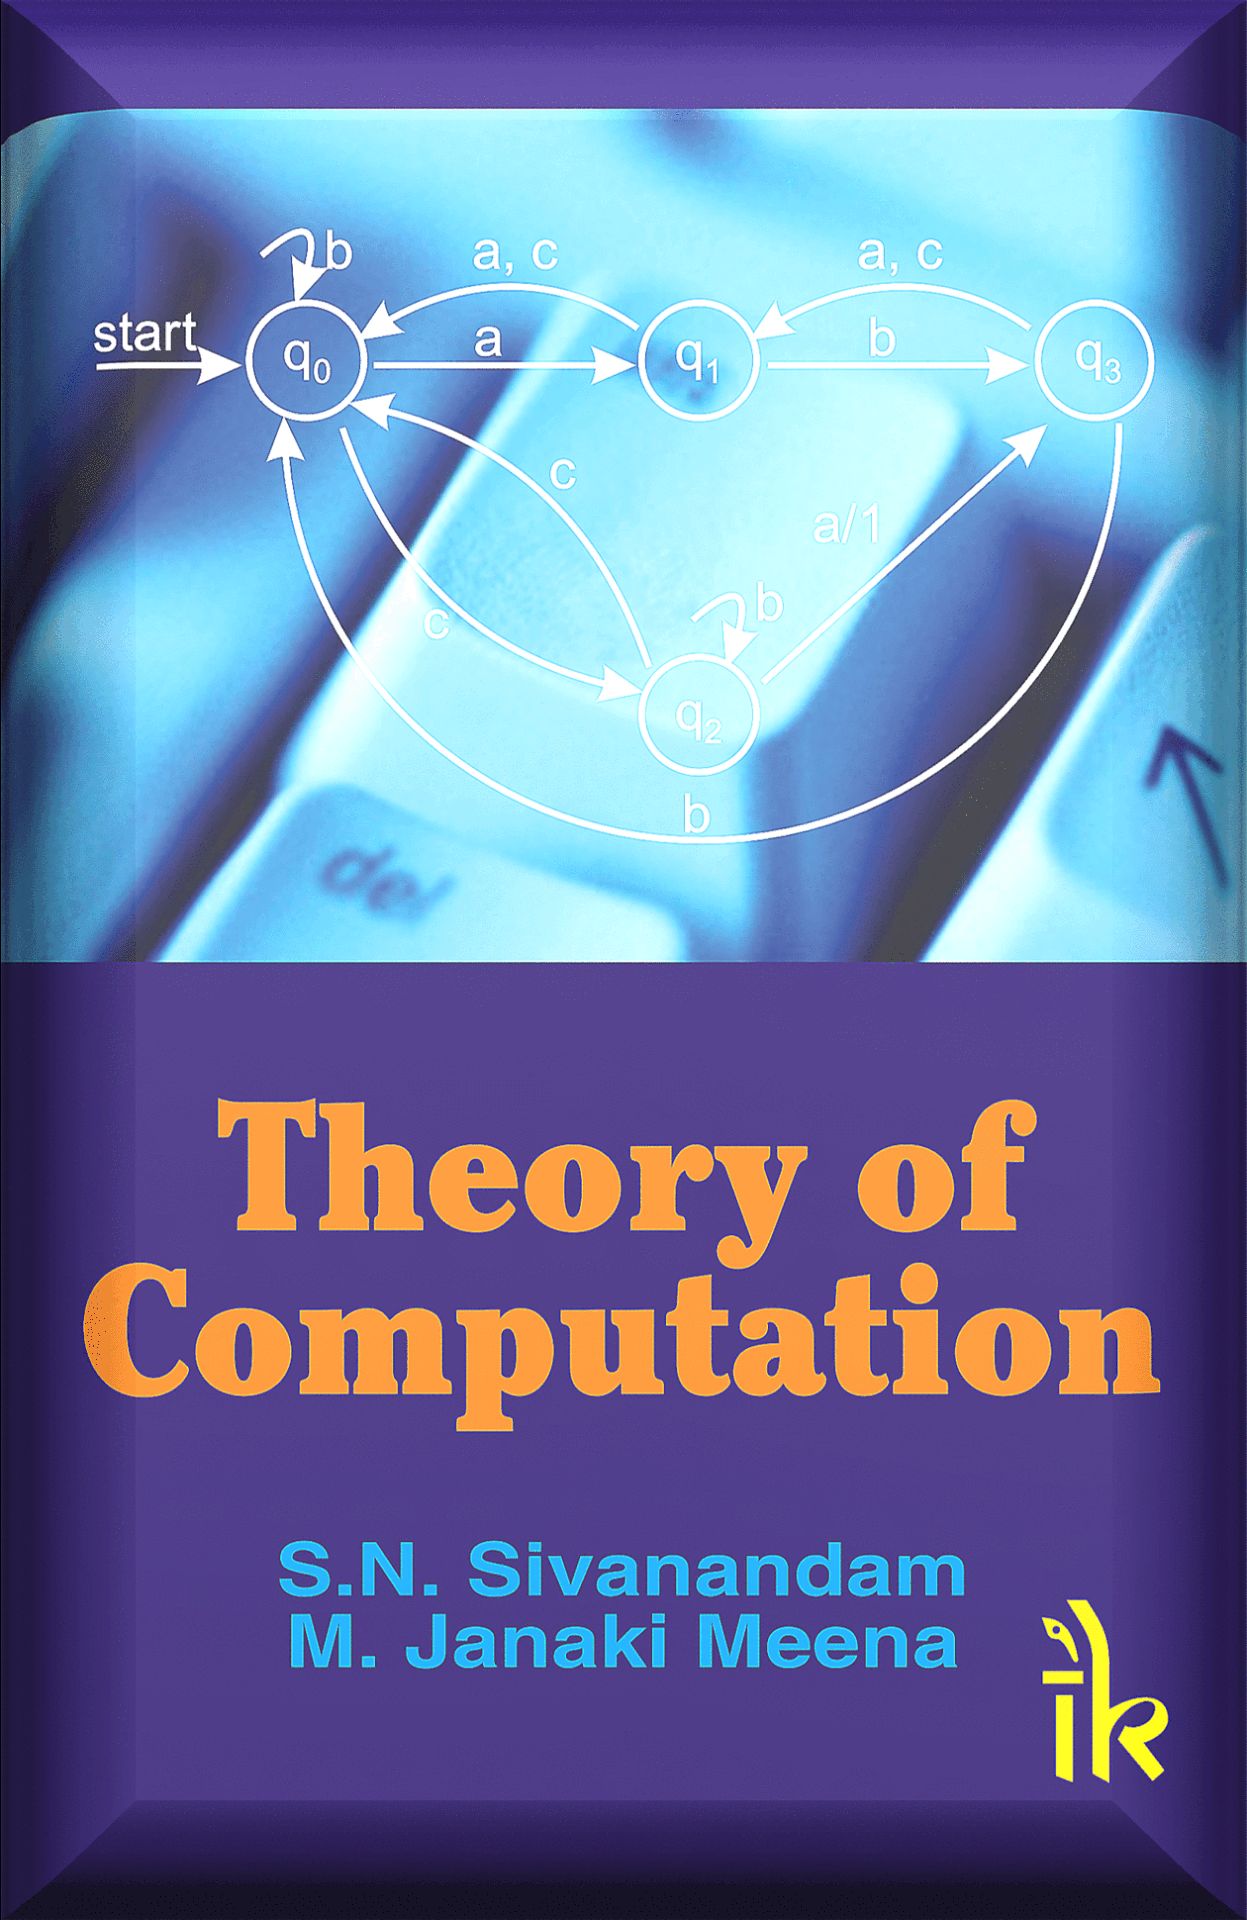 b
a, c
a, c
start
q0
a
q1
b
q3
c
a/1
c
b
q2
b
del
Theory of
Computation
S.N. Sivanandam
M. Janaki Meena
ik